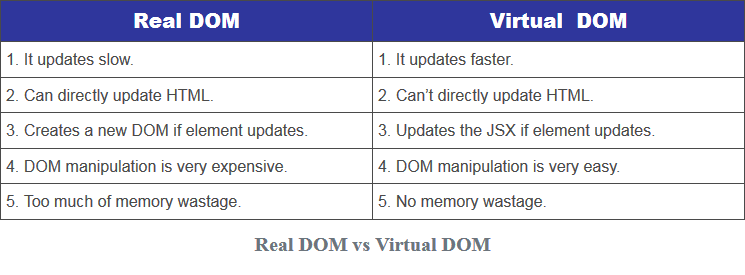 Real DOM Virtual DOM
1. It updates slow. 1. It updates faster.
2. Can directly update HTML. 2. Can’t directly update HTML.
3. Creates a new DOM if element updates. 3. Updates the JSX if element updates.
4. DOM manipulation is very expensive. 4. DOM manipulation is very easy.
5. Too much of memory wastage. 5. No memory wastage.
Real DOM vs Virtual DOM